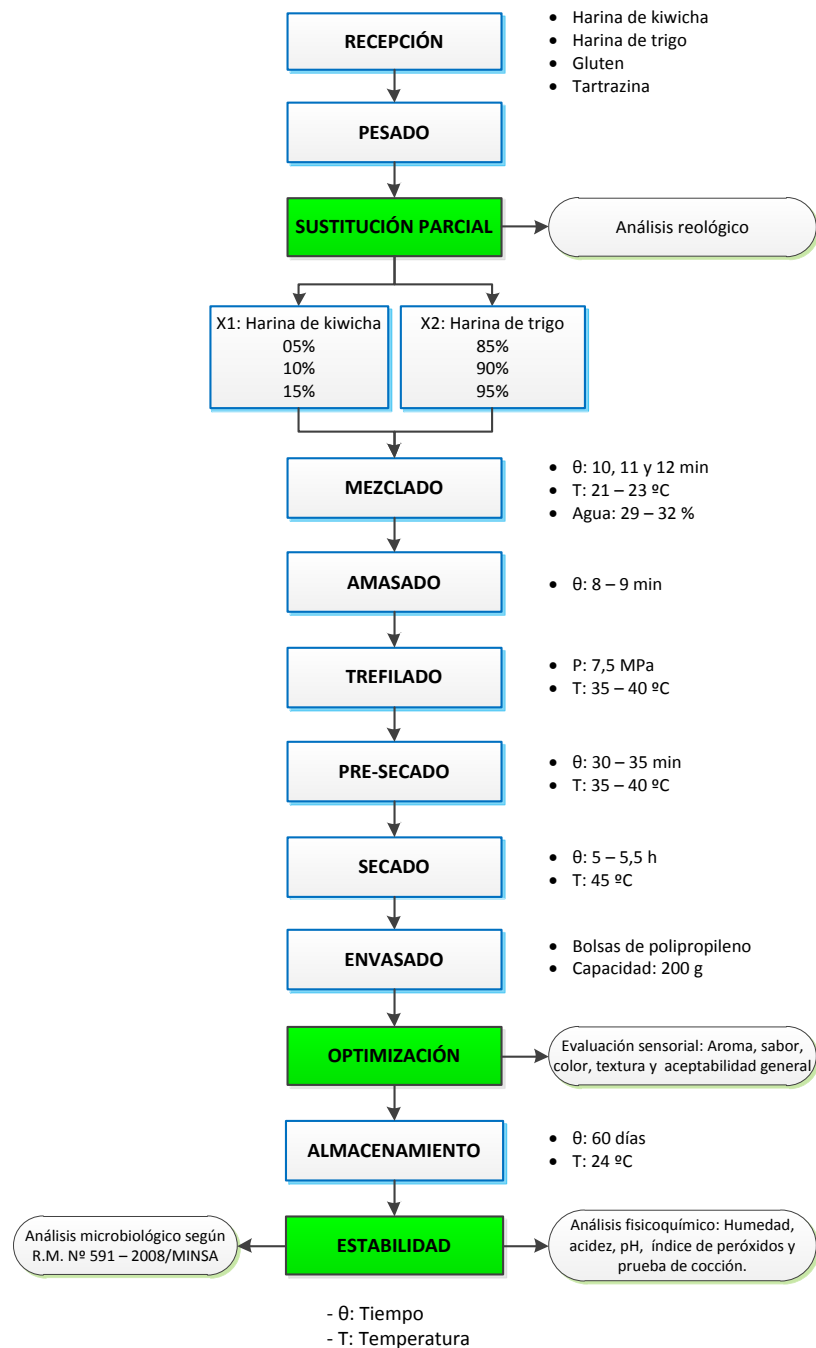 RECEPCIÓN
• Harina de kiwicha
• Harina de trigo
• Gluten
• Tartrazina
PESADO
SUSTITUCIÓN PARCIAL
Análisis reológico
X1: Harina de kiwicha
05%
10%
15%
X2: Harina de trigo
85%
90%
95%
MEZCLADO
• θ: 10, 11 y 12 min
• T: 21 – 23 ºC
• Agua: 29 – 32 %
AMASADO
• θ: 8 – 9 min
TREFILADO
• P: 7,5 MPa
• T: 35 – 40 ºC
PRE-SECADO
• θ: 30 – 35 min
• T: 35 – 40 ºC
SECADO
• θ: 5 – 5,5 h
• T: 45 ºC
ENVASADO
• Bolsas de polipropileno
• Capacidad: 200 g
OPTIMIZACIÓN
Evaluación sensorial: Aroma, sabor,
color, textura y aceptabilidad general
ALMACENAMIENTO
• θ: 60 días
• T: 24 ºC
Análisis microbiológico según
R.M. Nº 591 – 2008/MINSA
ESTABILIDAD
Análisis fisicoquímico: Humedad,
acidez, pH, índice de peróxidos y
prueba de cocción.
- θ: Tiempo
- T: Temperatura